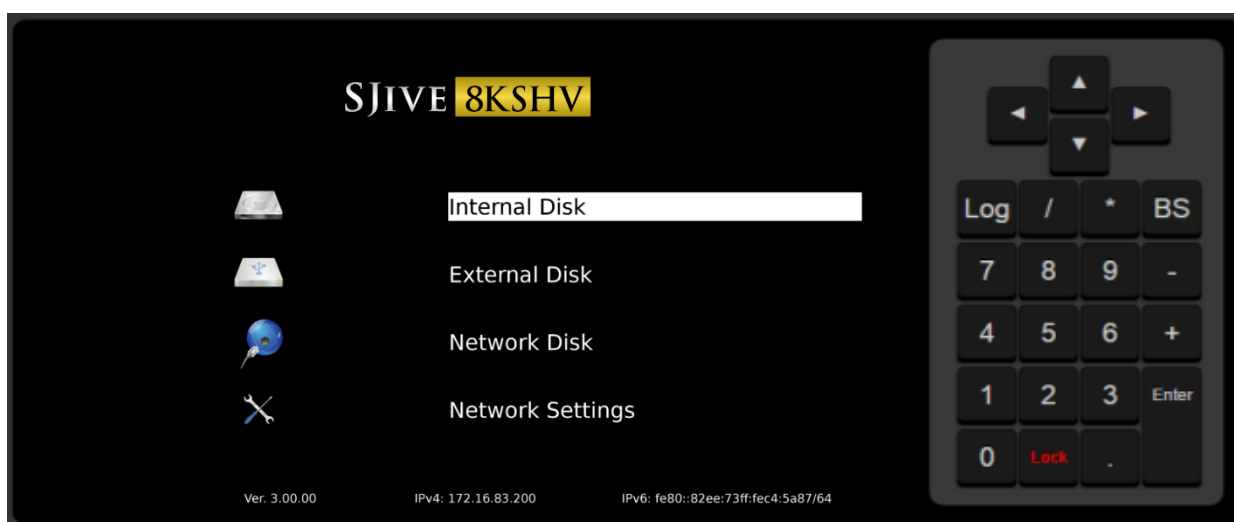 SJIVE 8KSHV
Internal Disk
External Disk
Network Disk
Network Settings
Ver. 3.00.00 IPv4: 172.16.83.200 IPv6: fe80::82ee:73ff:fec4:5a87/64
▲
◄ ►
▼
Log / * BS
7 8 9 -
4 5 6 +
1 2 3 Enter
0 Lock .